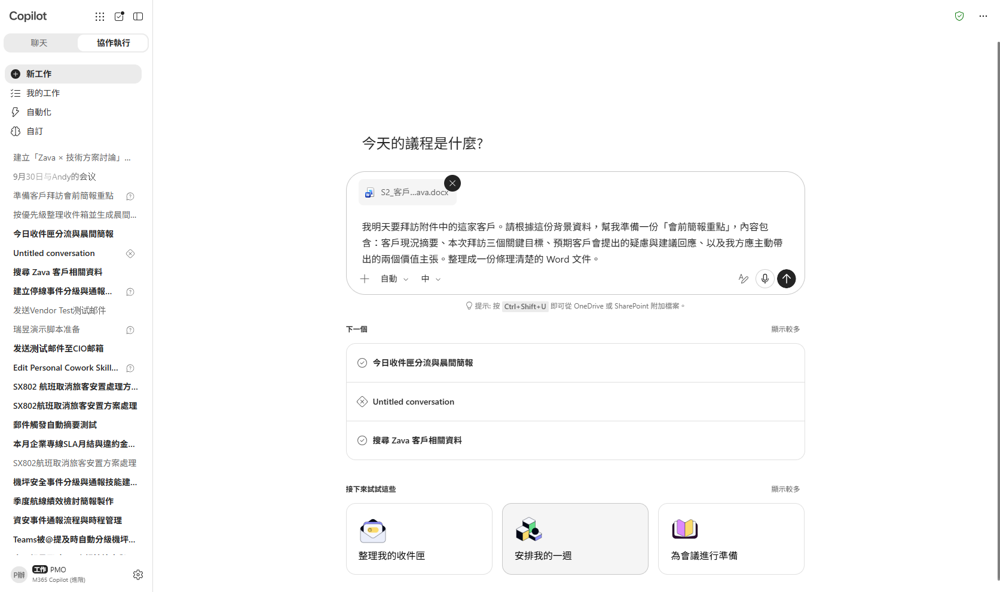 Copilot
聊天
協作執行
新工作
我的工作
自動化
自訂
建立「Zava × 技術方案討論」...
9月30日与Andy的会议
準備客戶拜訪會前簡報重點
按優先級整理收件箱並生成晨間...
今日收件匣分流與晨間簡報
Untitled conversation
搜尋 Zava 客戶相關資料
建立停線事件分級與通報...
发送Vendor Test测试邮件
瑞昱演示脚本准备
发送测试邮件至CIO邮箱
Edit Personal Cowork Skill...
SX802 航班取消旅客安置處理方...
SX802航班取消旅客安置方案處理
郵件觸發自動摘要測試
本月企業專線SLA月結與違約金...
SX802航班取消旅客安置方案處理
機坪安全事件分級與通報技能建...
季度航線績效檢討簡報製作
資安事件通報流程與時程管理
Teams被@提及時自動分級機坪...
P辦
工作 PMO
M365 Copilot (進階)
今天的議程是什麼?
S2_客戶...ava.docx
我明天要拜訪附件中的這家客戶。請根據這份背景資料，幫我準備一份「會前簡報重點」，內容包
含：客戶現況摘要、本次拜訪三個關鍵目標、預期客戶會提出的疑慮與建議回應、以及我方應主動帶
出的兩個價值主張。整理成一份條理清楚的 Word 文件。
自動
中
提示: 按 Ctrl+Shift+U 即可從 OneDrive 或 SharePoint 附加檔案。
下一個
顯示較多
今日收件匣分流與晨間簡報
Untitled conversation
搜尋 Zava 客戶相關資料
接下來試試這些
顯示較多
整理我的收件匣
安排我的一週
為會議進行準備